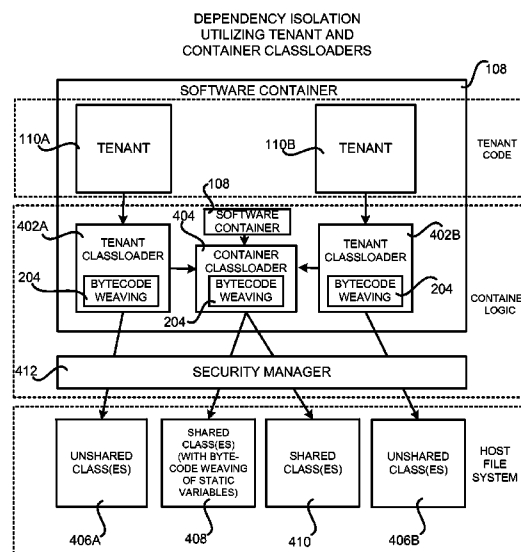 DEPENDENCY ISOLATION
UTILIZING TENANT AND
CONTAINER CLASSLOADERS
108
SOFTWARE CONTAINER
110A
TENANT
110B
TENANT
TENANT
CODE
108
SOFTWARE
CONTAINER
402A
404
402B
TENANT
CLASSLOADER
CONTAINER
CLASSLOADER
TENANT
CLASSLOADER
BYTECODE
WEAVING
BYTECODE
WEAVING
BYTECODE
WEAVING
204
204
204
CONTAINE
LOGIC
412
SECURITY MANAGER
UNSHARED
CLASS(ES)
SHARED
CLASS(ES)
(WITH BYTE-
CODE WEAVING
OF STATIC
VARIABLES)
SHARED
CLASS(ES)
UNSHARED
CLASS(ES)
HOST
FILE
SYSTEM
406A
408
410
406B